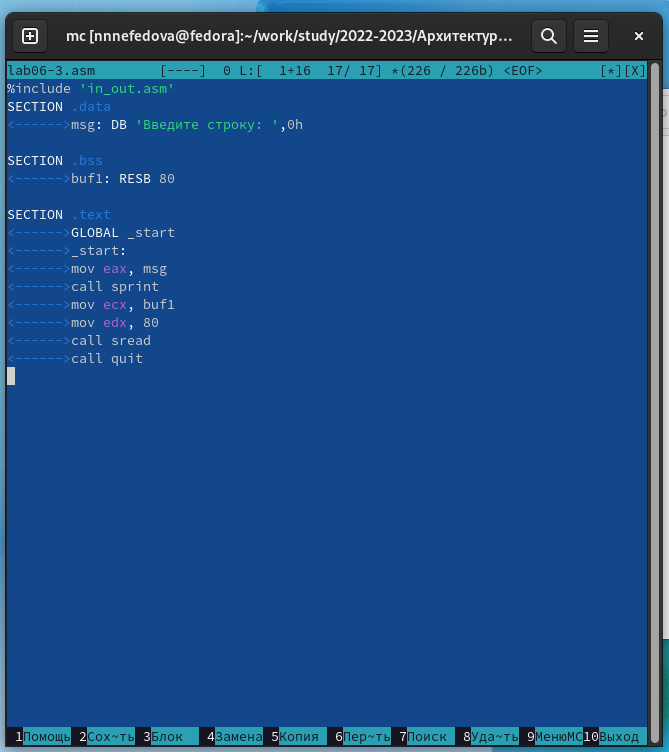 mc [nnnefedova@fedora]:~/work/study/2022-2023/Архитектур...
lab06-3.asm [----] 0 L:[ 1+16 17/ 17] *(226 / 226b) <EOF> [*][X]
%include 'in_out.asm'
SECTION .data
<------>msg: DB 'Введите строку: ',0h
SECTION .bss
<------>buf1: RESB 80
SECTION .text
<------>GLOBAL _start
<------>_start:
<------>mov eax, msg
<------>call sprint
<------>mov ecx, buf1
<------>mov edx, 80
<------>call sread
<------>call quit
1Помощь 2Сох~ть 3Блок 4Замена 5Копия 6Пер~ть 7Поиск 8Уда~ть 9МенюMC 10Выход